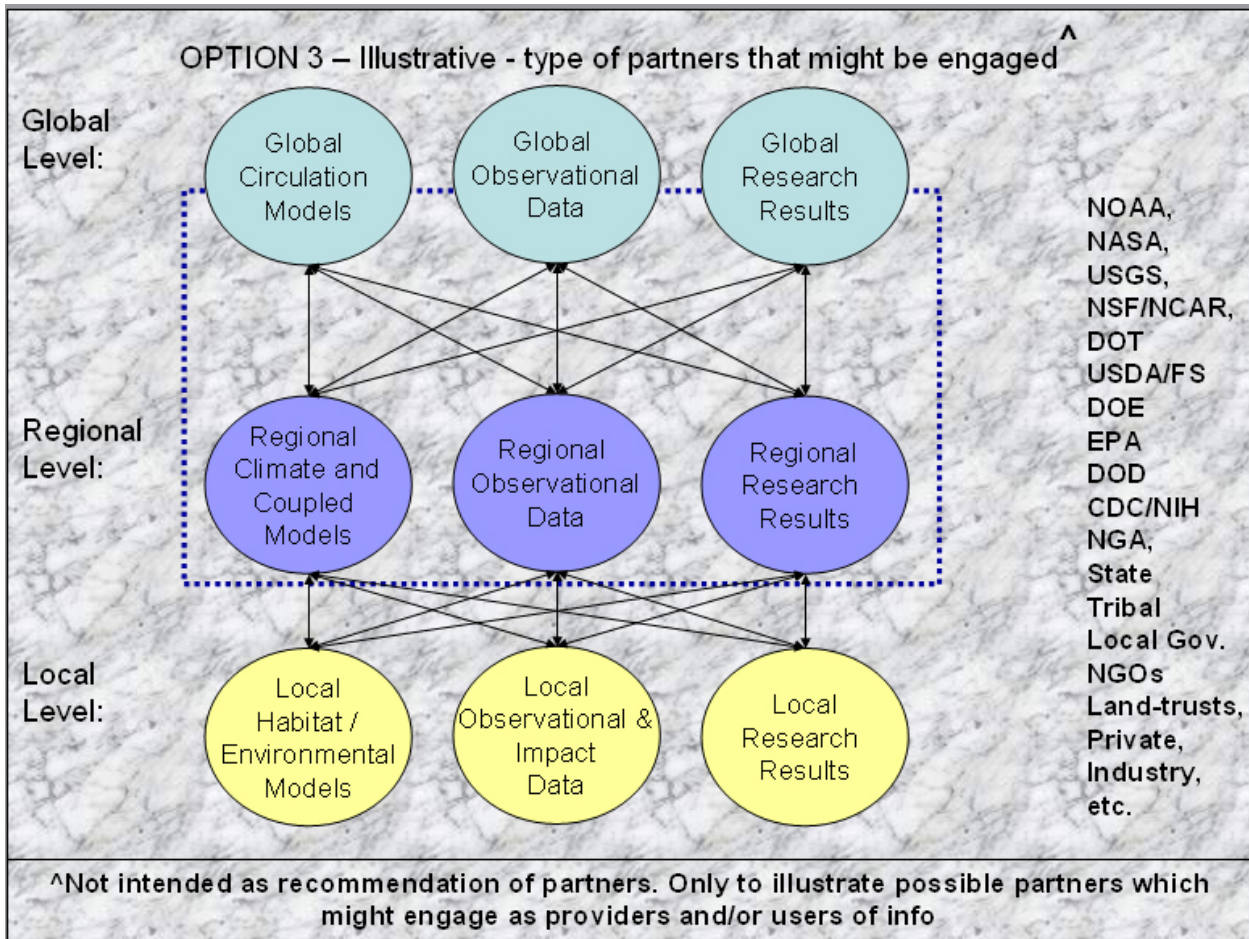 OPTION 3 – Illustrative - type of partners that might be engaged^
Global
Level:
Global
Circulation
Models
Global
Observational
Data
Global
Research
Results
Regional
Level:
Regional
Climate and
Coupled
Models
Regional
Observational
Data
Regional
Research
Results
Local
Level:
Local
Habitat /
Environmental
Models
Local
Observational &
Impact
Data
Local
Research
Results
NOAA,
NASA,
USGS,
NSF/NCAR,
DOT
USDA/FS
DOE
EPA
DOD
CDC/NIH
NGA,
State
Tribal
Local Gov.
NGOs
Land-trusts,
Private,
Industry,
etc.
^Not intended as recommendation of partners. Only to illustrate possible partners which
might engage as providers and/or users of info